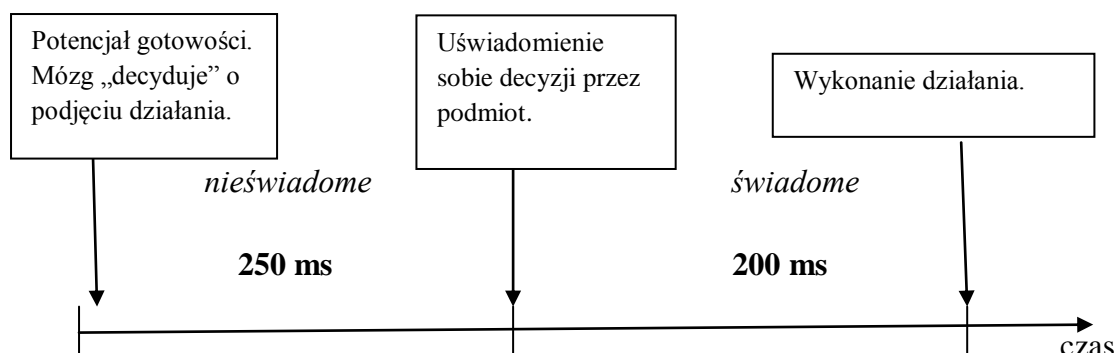 Potencjał gotowości.
Mózg „decyduje” o
podjęciu działania.
Uświadomienie
sobie decyzji przez
podmiot.
Wykonanie działania.
nieświadome
świadome
250 ms
200 ms
czas